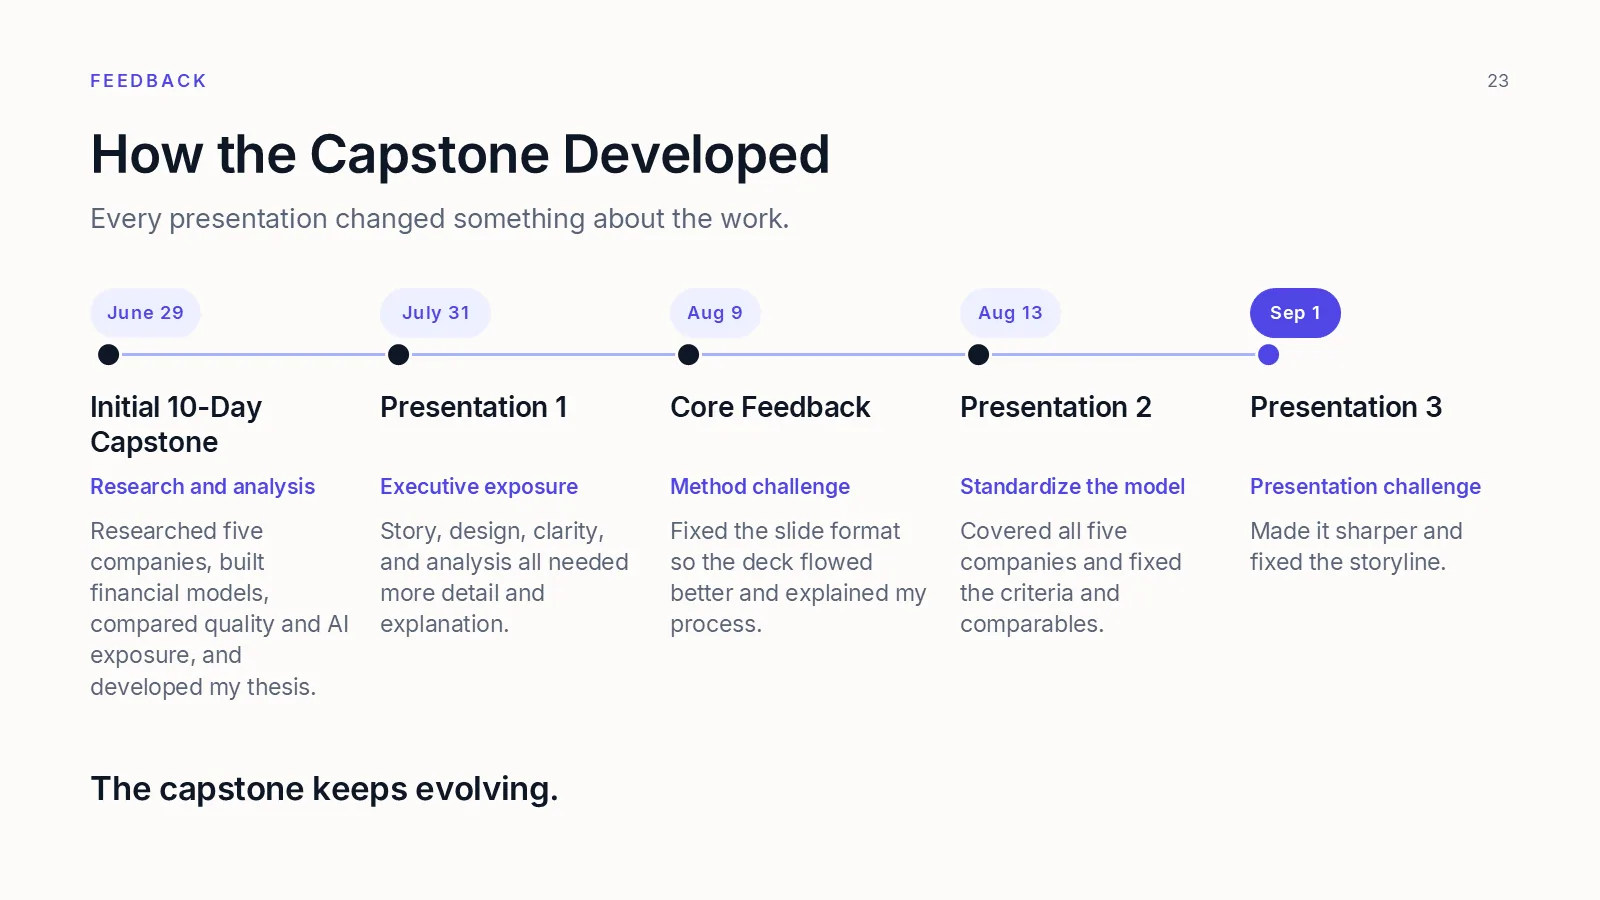 FEEDBACK
23
How the Capstone Developed
Every presentation changed something about the work.
June 29
July 31
Aug 9
Aug 13
Sep 1
Initial 10-Day
Capstone
Research and analysis
Researched five
companies, built
financial models,
compared quality and AI
exposure, and
developed my thesis.
Presentation 1
Executive exposure
Story, design, clarity,
and analysis all needed
more detail and
explanation.
Core Feedback
Method challenge
Fixed the slide format
so the deck flowed
better and explained my
process.
Presentation 2
Standardize the model
Covered all five
companies and fixed
the criteria and
comparables.
Presentation 3
Presentation challenge
Made it sharper and
fixed the storyline.
The capstone keeps evolving.